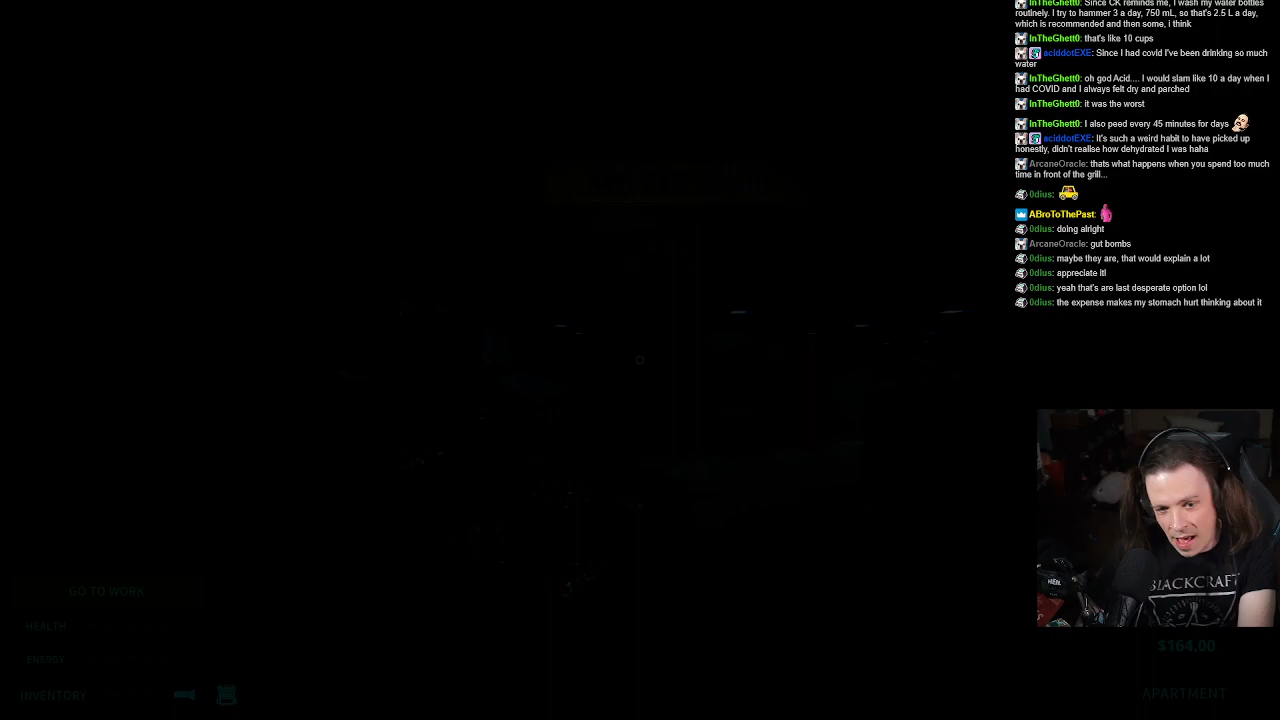 InTheGhett0: Since CK reminds me, I wash my water bottles
routinely. I try to hammer 3 a day, 750 mL, so that's 2.5 L a day,
which is recommended and then some, i think
InTheGhett0: that's like 10 cups
aciddotEXE: Since I had covid I've been drinking so much
water
InTheGhett0: oh god Acid.... I would slam like 10 a day when I
had COVID and I always felt dry and parched
InTheGhett0: it was the worst
InTheGhett0: I also peed every 45 minutes for days
aciddotEXE: It's such a weird habit to have picked up
honestly, didn't realise how dehydrated I was haha
ArcaneOracle: thats what happens when you spend too much
time in front of the grill...
0dius:
ABroToThePast:
0dius: doing alright
ArcaneOracle: gut bombs
0dius: maybe they are, that would explain a lot
0dius: appreciate it!
0dius: yeah that's are last desperate option lol
0dius: the expense makes my stomach hurt thinking about it
BLACKCRAFT
GO TO WORK
HEALTH
ENERGY
INVENTORY
$164.00
APARTMENT